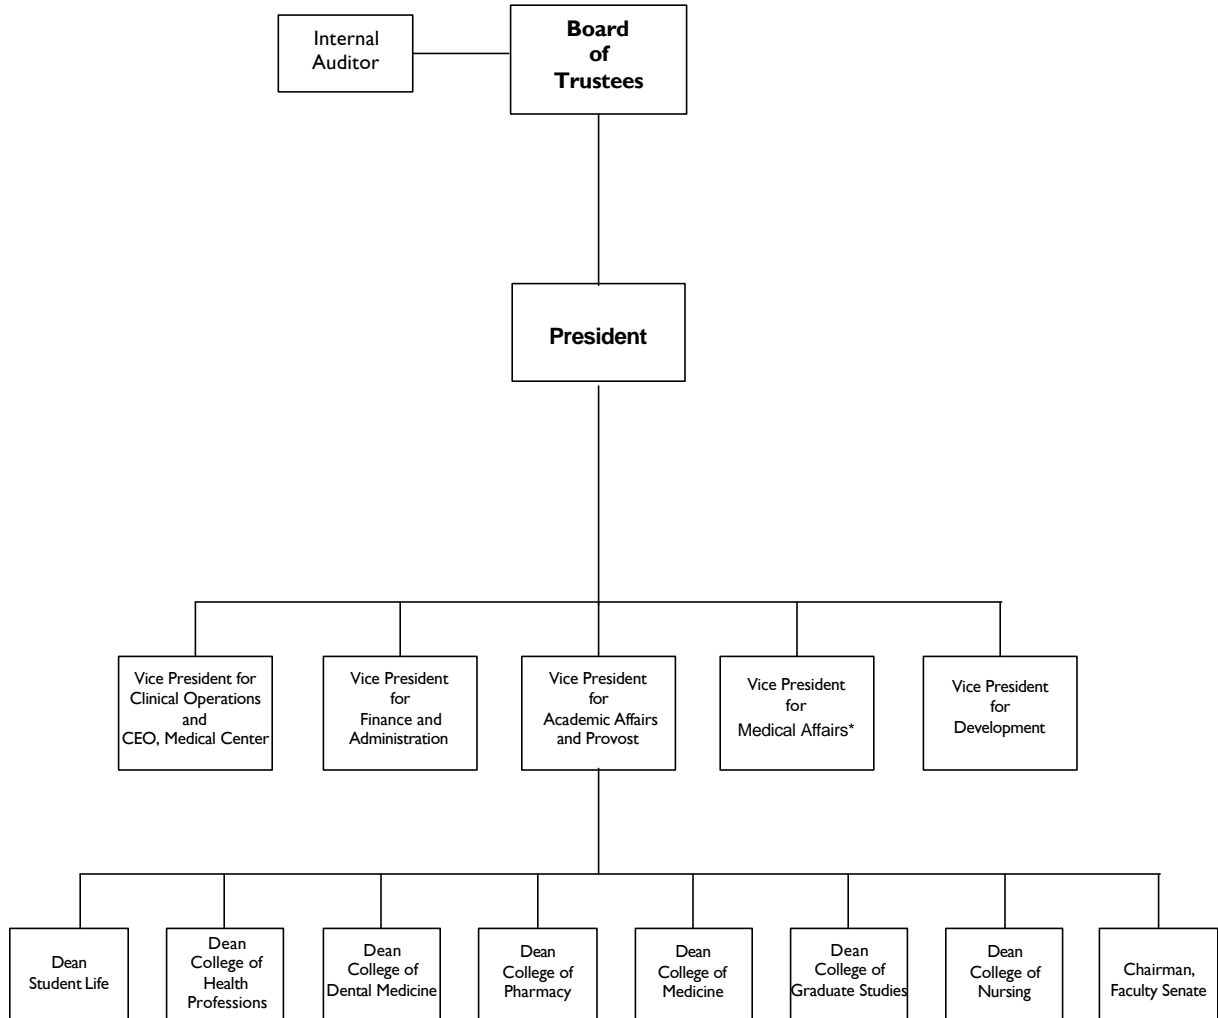 Internal
Auditor
Board
of
Trustees
President
Vice President for
Clinical Operations
and
CEO, Medical Center
Vice President
for
Finance and
Administration
Vice President
for
Academic Affairs
and Provost
Vice President
for
Medical Affairs*
Vice President
for
Development
Dean
Student Life
Dean
College of
Health
Professions
Dean
College of
Dental Medicine
Dean
College of
Pharmacy
Dean
College of
Medicine
Dean
College of
Graduate Studies
Dean
College of
Nursing
Chairman,
Faculty Senate